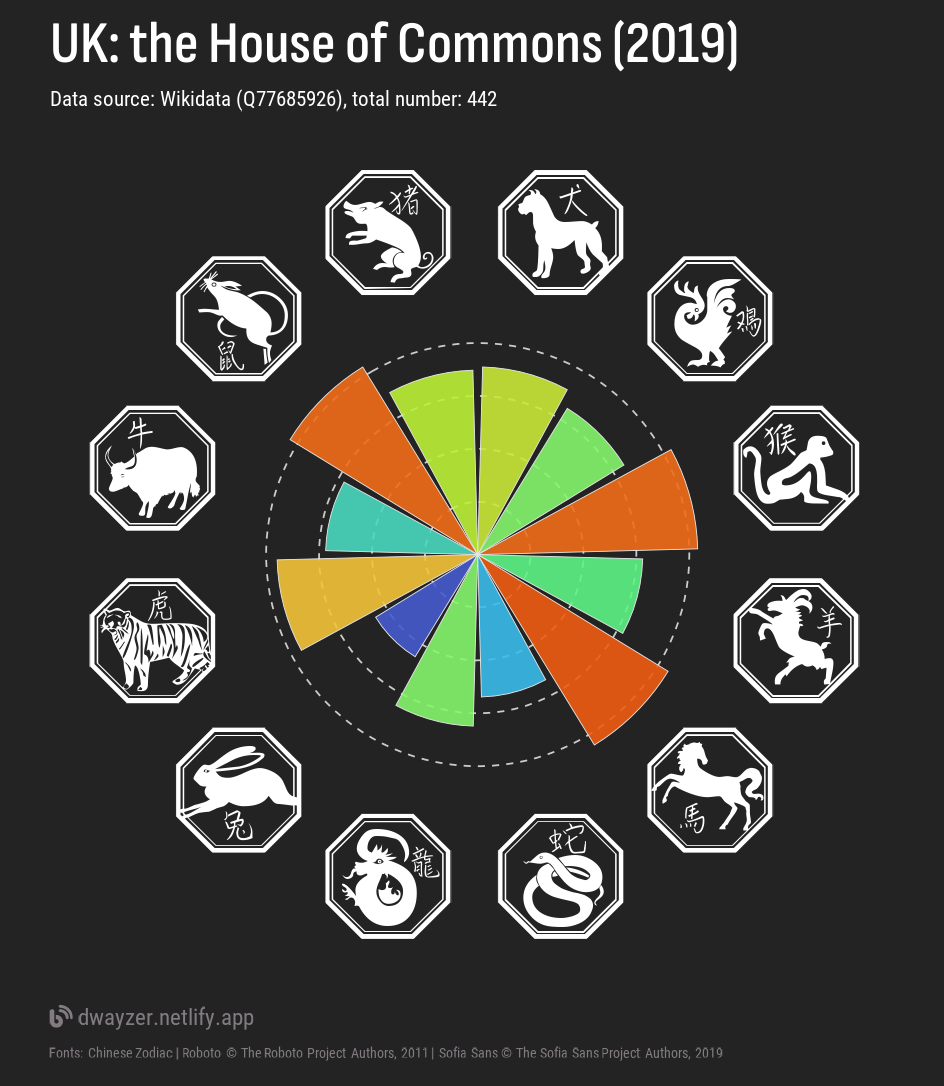 UK: the House of Commons (2019)
Data source: Wikidata (Q77685926), total number: 442
猪
犬
鼠
鸡
牛
猴
虎
羊
兔
馬
龍
蛇
dwayzer.netlify.app
Fonts: Chinese Zodiac | Roboto © The Roboto Project Authors, 2011 | Sofia Sans © The Sofia Sans Project Authors, 2019